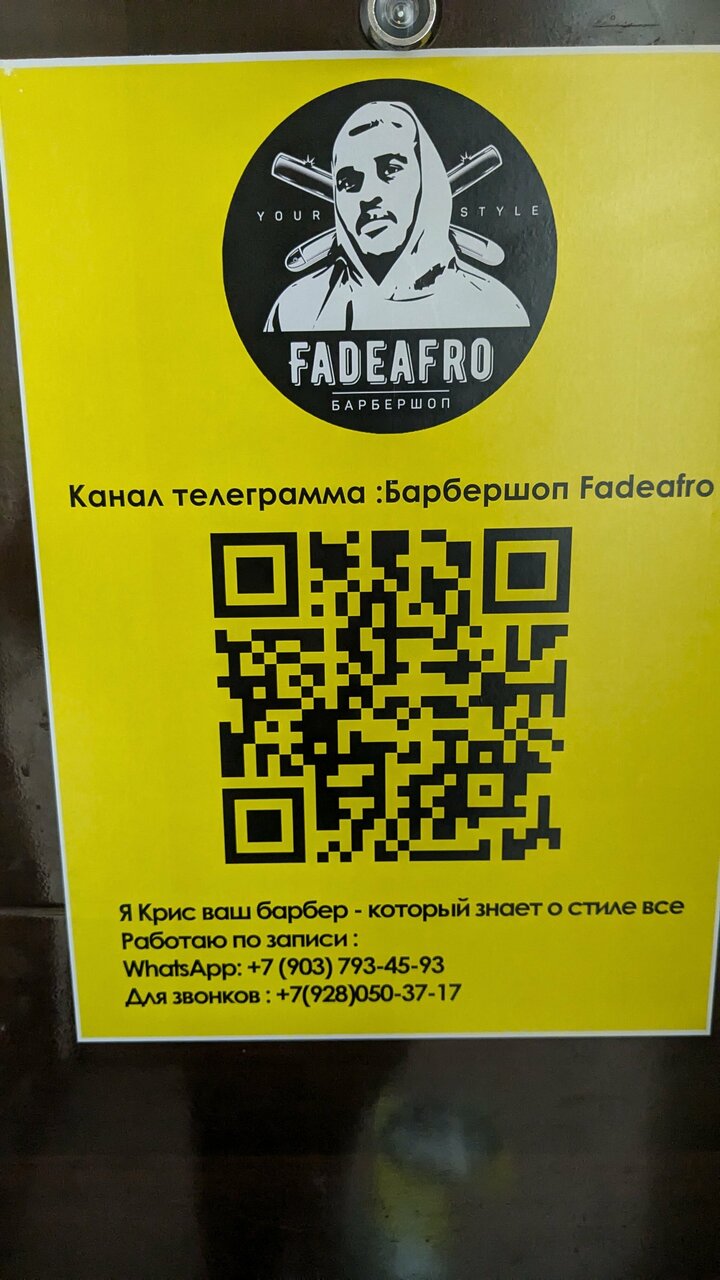 YOUR STYLE
FADEAFRO
БАРБЕРШОП
Канал телеграмма :Барбершоп Fadeafro
Я Крис ваш барбер - который знает о стиле все
Работаю по записи :
WhatsApp: +7 (903) 793-45-93
Для звонков : +7(928)050-37-17